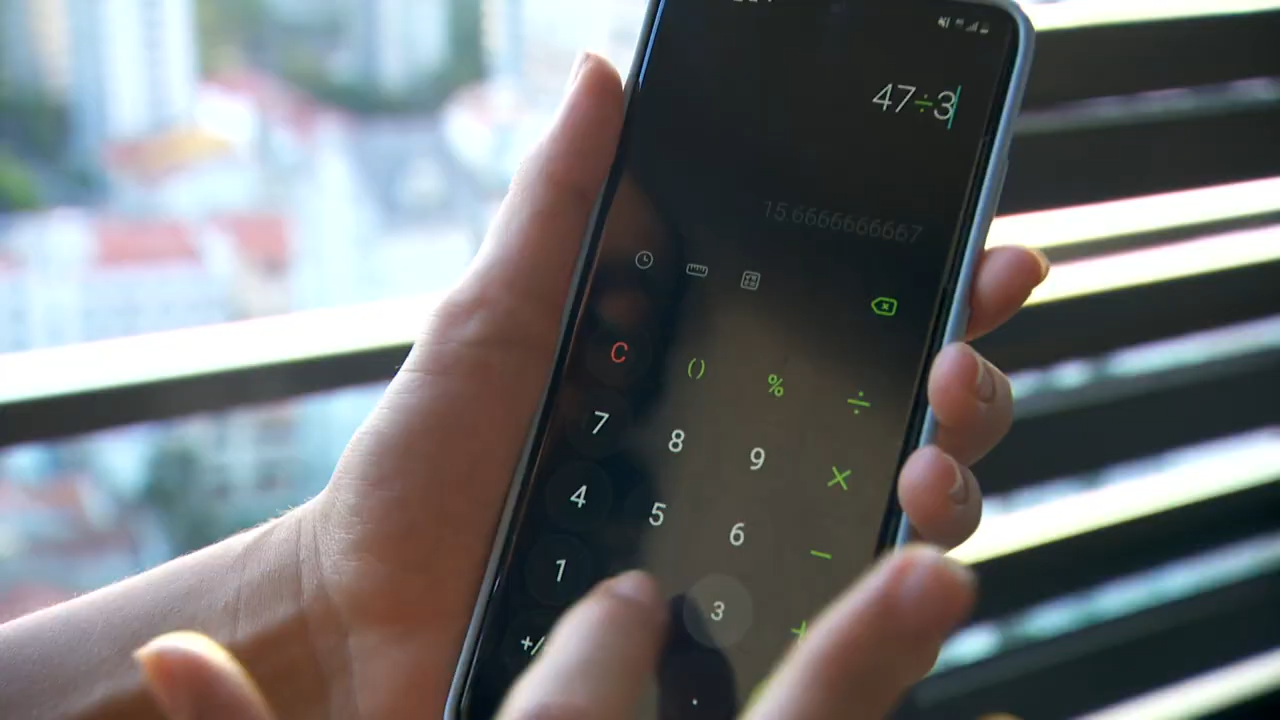 47÷3
15.6666666667
C () % ÷
7 8 9 ×
4 5 6 −
1 3 +
+/
.